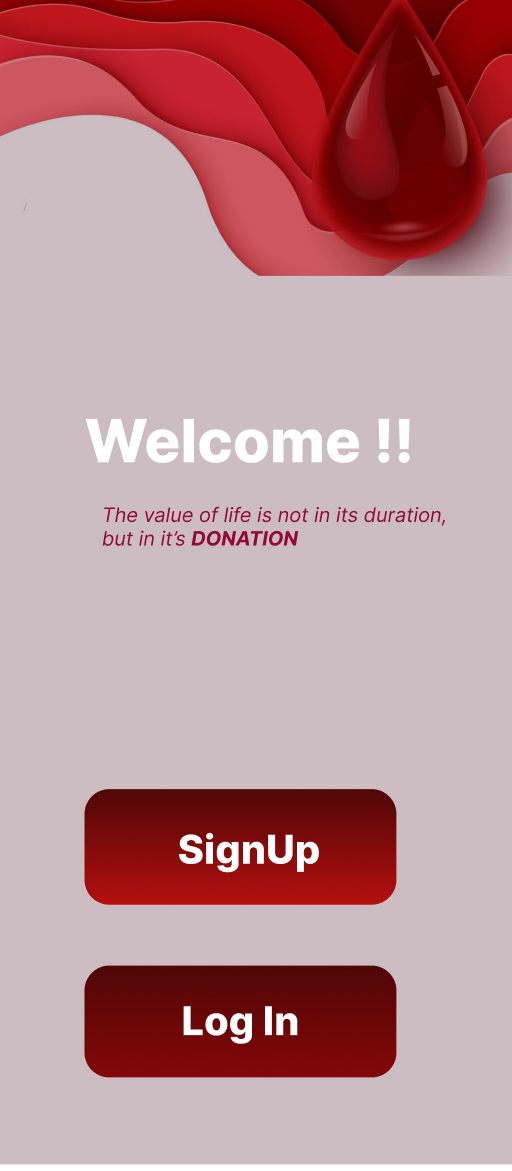 Welcome !!
The value of life is not in its duration,
but in it’s DONATION
SignUp
Log In